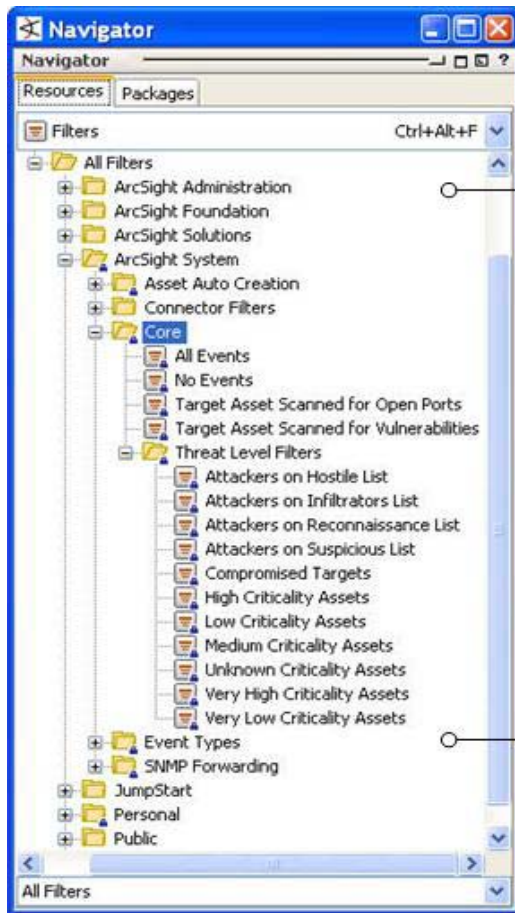 Navigator
Navigator
Resources Packages
Filters Ctrl+Alt+F
All Filters
ArcSight Administration
ArcSight Foundation
ArcSight Solutions
ArcSight System
Asset Auto Creation
Connector Filters
Core
All Events
No Events
Target Asset Scanned for Open Ports
Target Asset Scanned for Vulnerabilities
Threat Level Filters
Attackers on Hostile List
Attackers on Infiltrators List
Attackers on Reconnaissance List
Attackers on Suspicious List
Compromised Targets
High Criticality Assets
Low Criticality Assets
Medium Criticality Assets
Unknown Criticality Assets
Very High Criticality Assets
Very Low Criticality Assets
Event Types
SNMP Forwarding
JumpStart
Personal
Public
All Filters